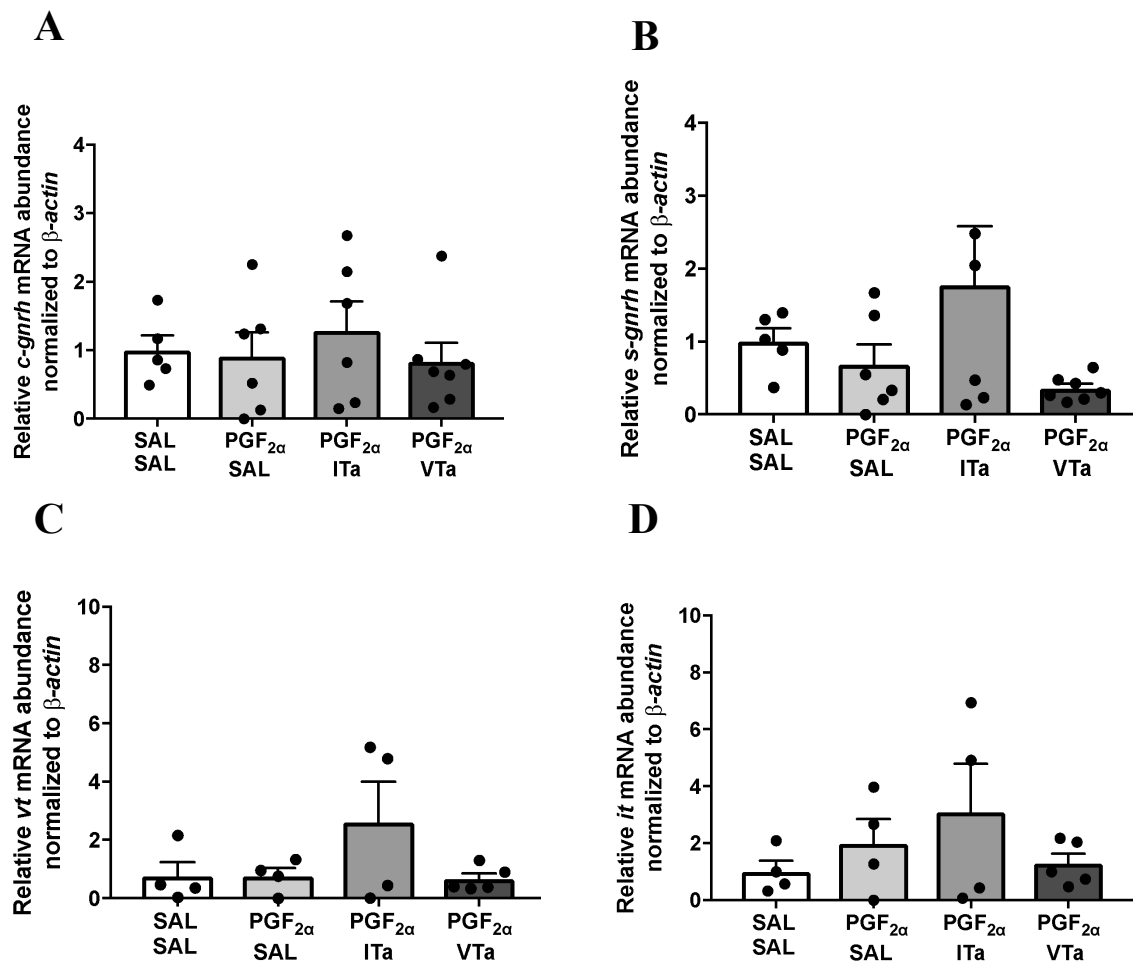 A
Relative c-gnrh mRNA abundance
normalized to β-actin
4
3
2
1
0
SAL
SAL
PGF2α
SAL
PGF2α
ITa
PGF2α
VTa
B
Relative s-gnrh mRNA abundance
normalized to β-actin
4
3
2
1
0
SAL
SAL
PGF2α
SAL
PGF2α
ITa
PGF2α
VTa
C
Relative vt mRNA abundance
normalized to β-actin
10
8
6
4
2
0
SAL
SAL
PGF2α
SAL
PGF2α
ITa
PGF2α
VTa
D
Relative it mRNA abundance
normalized to β-actin
10
8
6
4
2
0
SAL
SAL
PGF2α
SAL
PGF2α
ITa
PGF2α
VTa